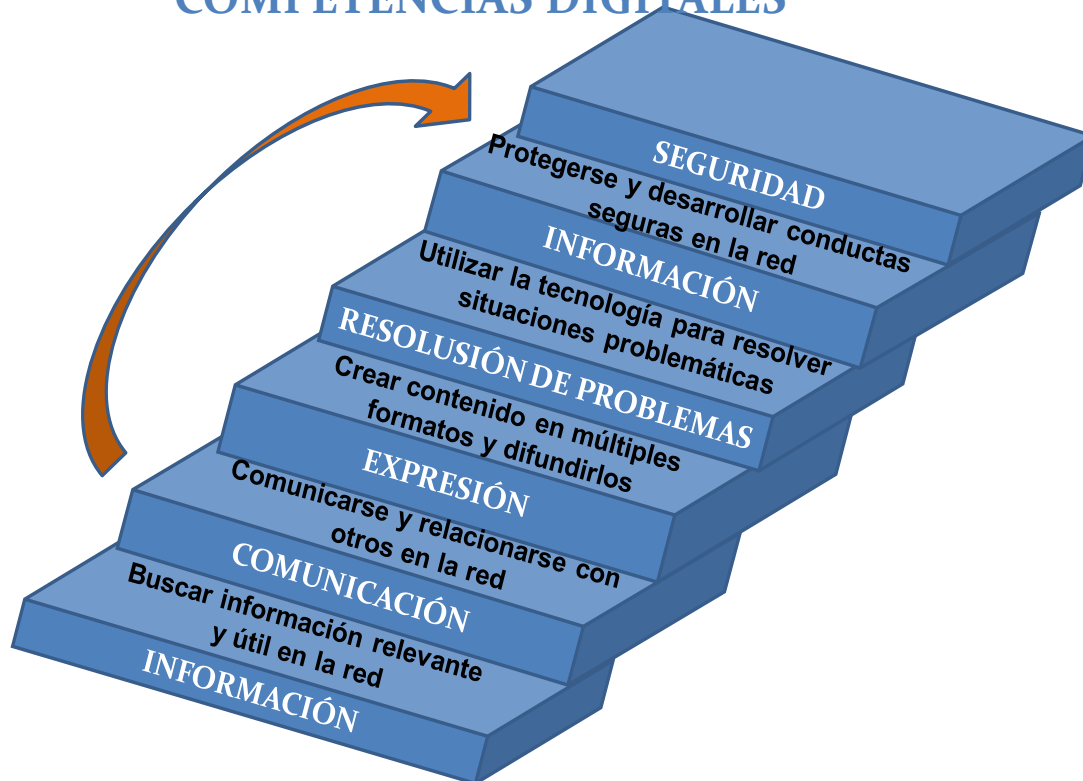 COMPETENCIAS DIGITALES
SEGURIDAD
Protegerse y desarrollar conductas
seguras en la red
INFORMACIÓN
Utilizar la tecnología para resolver
situaciones problemáticas
RESOLUSIÓN DE PROBLEMAS
Crear contenido en múltiples
formatos y difundirlos
EXPRESIÓN
Comunicarse y relacionarse con
otros en la red
COMUNICACIÓN
Buscar información relevante
y útil en la red
INFORMACIÓN